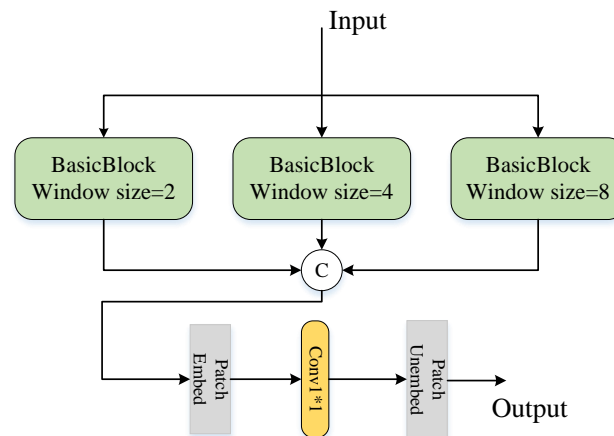 Input
BasicBlock
Window size=2
BasicBlock
Window size=4
BasicBlock
Window size=8
C
Patch
Embed
Conv1*1
Patch
Unembed
Output